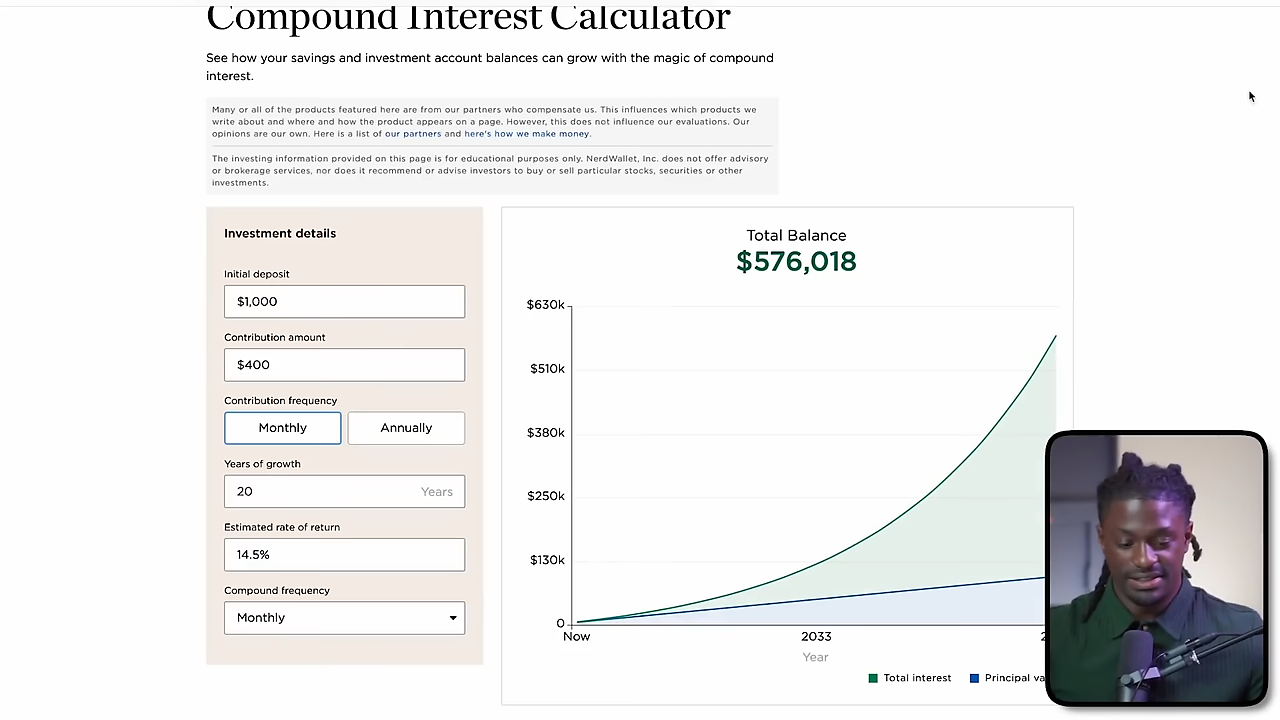 Compound Interest Calculator
See how your savings and investment account balances can grow with the magic of compound
interest.
Many or all of the products featured here are from our partners who compensate us. This influences which products we
write about and where and how the product appears on a page. However, this does not influence our evaluations. Our
opinions are our own. Here is a list of our partners and here's how we make money.
The investing information provided on this page is for educational purposes only. NerdWallet, Inc. does not offer advisory
or brokerage services, nor does it recommend or advise investors to buy or sell particular stocks, securities or other
investments.
Investment details
Initial deposit
$1,000
Contribution amount
$400
Contribution frequency
Monthly
Annually
Years of growth
20
Years
Estimated rate of return
14.5%
Compound frequency
Monthly
Total Balance
$576,018
$630k
$510k
$380k
$250k
$130k
0
Now
2033
Year
Total interest
Principal